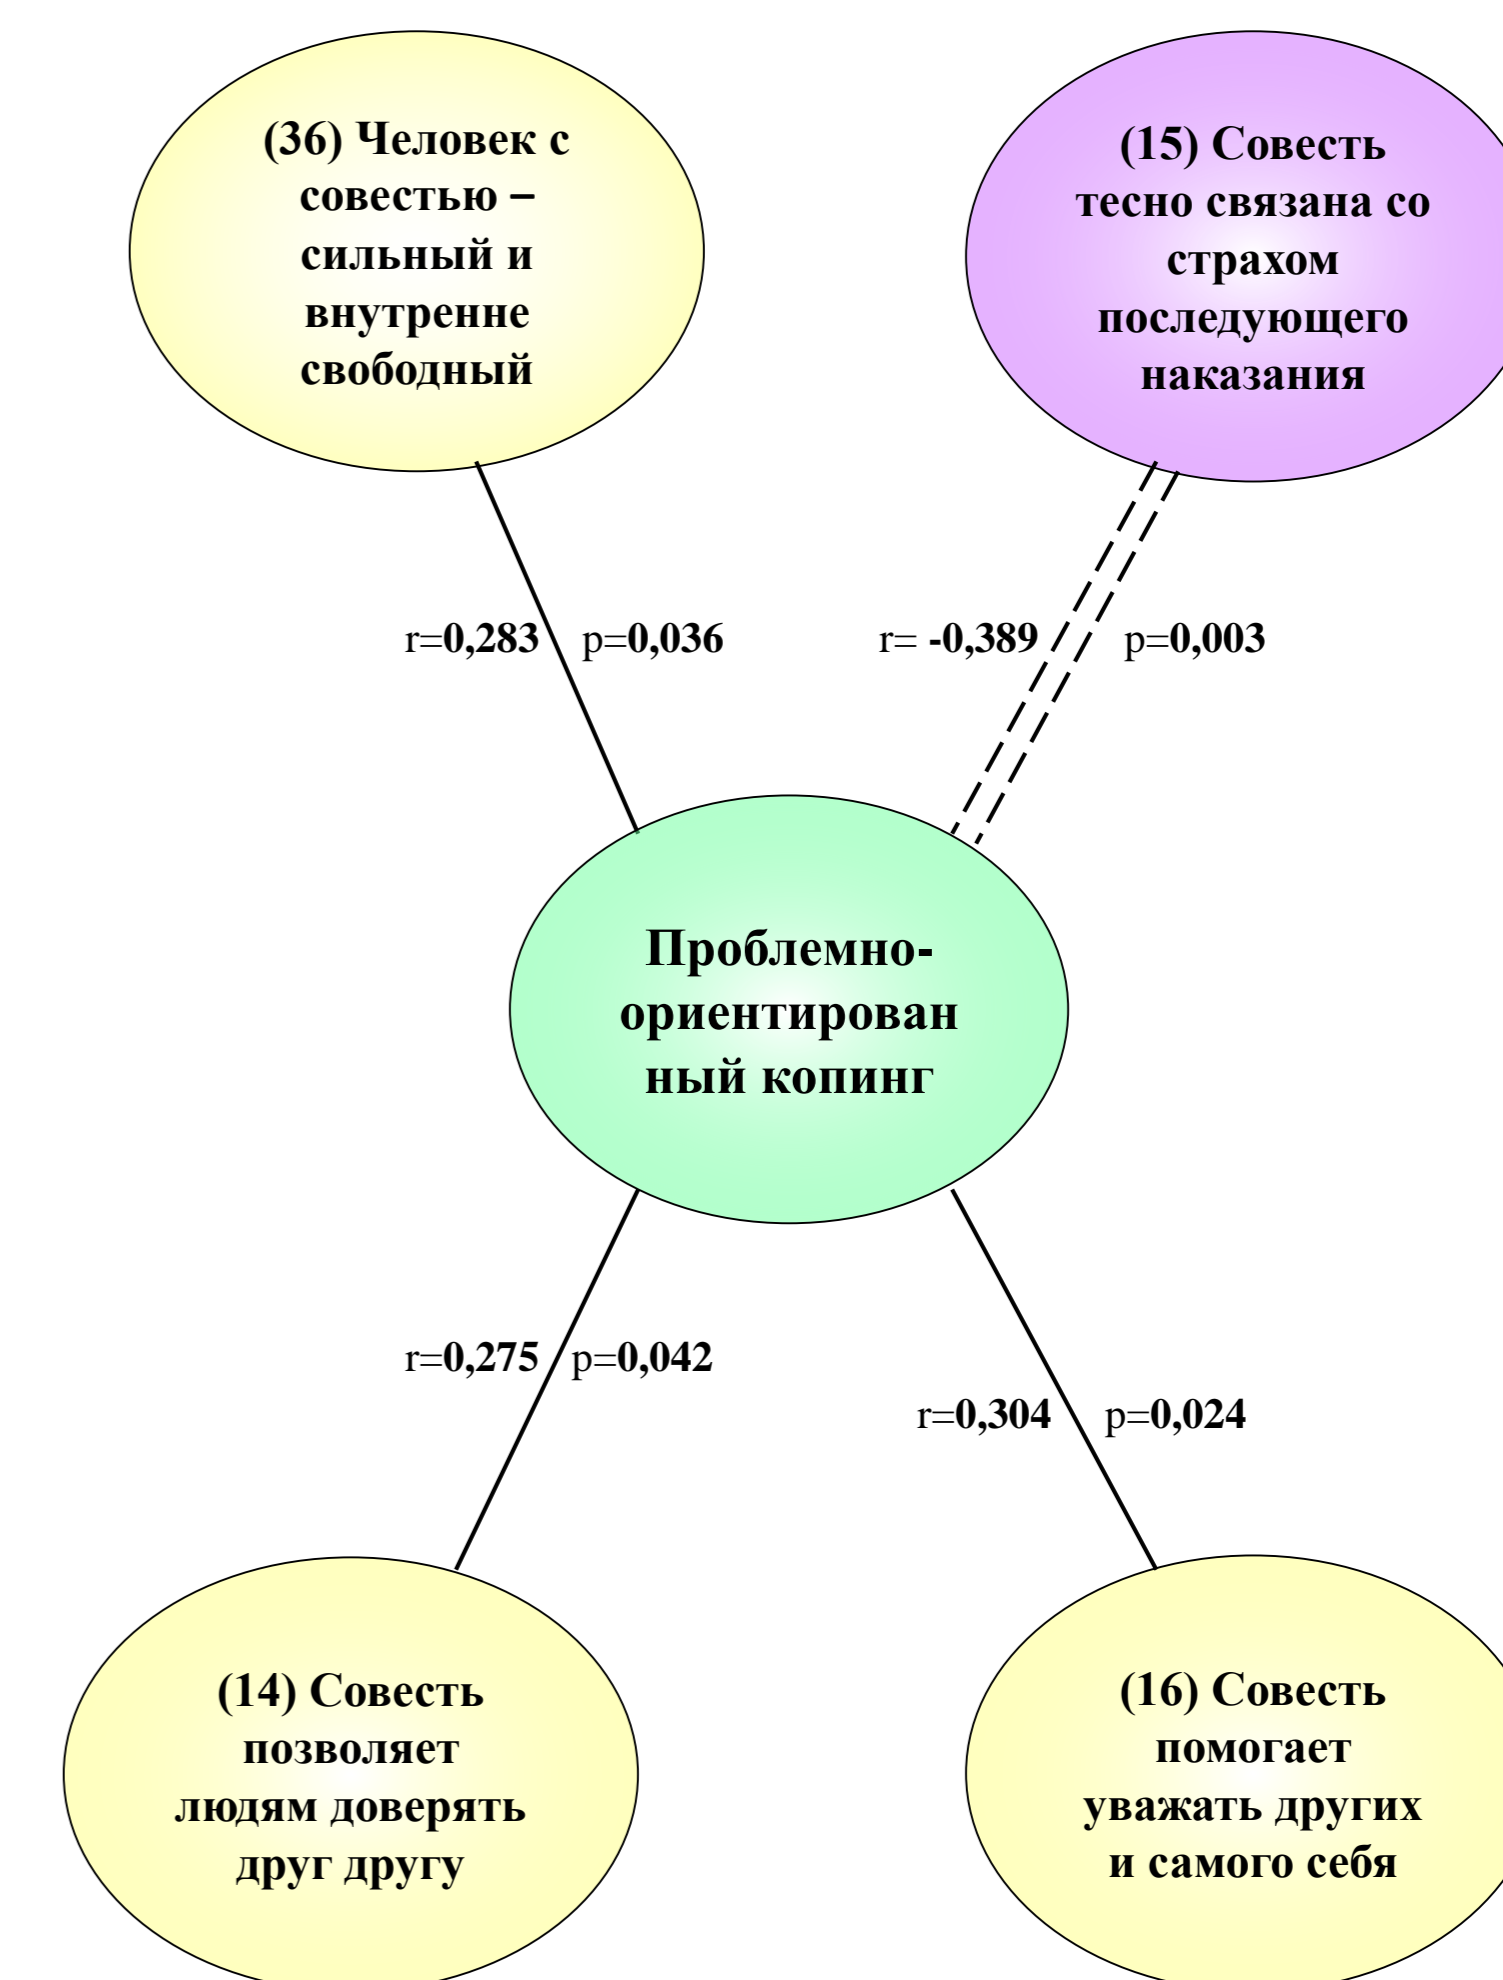 (36) Человек с
совестью –
сильный и
внутренне
свободный
(15) Совесть
тесно связана со
страхом
последующего
наказания
r=0,283 p=0,036
r= -0,389 p=0,003
Проблемно-
ориентирован
ный копинг
r=0,275 p=0,042
r=0,304 p=0,024
(14) Совесть
позволяет
людям доверять
друг другу
(16) Совесть
помогает
уважать других
и самого себя